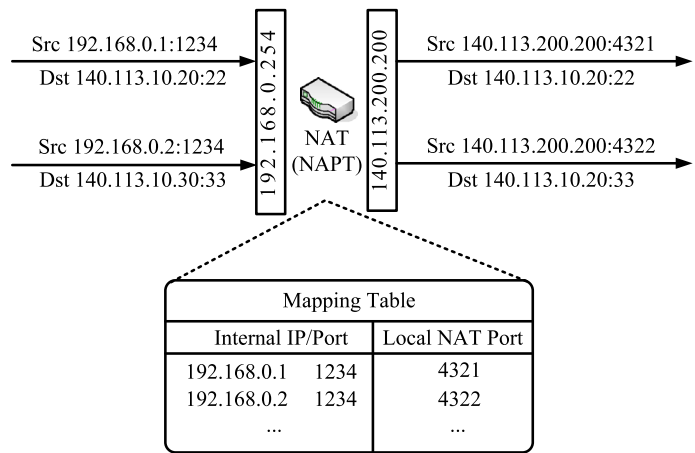 Src 192.168.0.1:1234
Dst 140.113.10.20:22
Src 192.168.0.2:1234
Dst 140.113.10.30:33
192.168.0.254
NAT
(NAPT)
140.113.200.200
Src 140.113.200.200:4321
Dst 140.113.10.20:22
Src 140.113.200.200:4322
Dst 140.113.10.20:33
Mapping Table
Internal IP/Port Local NAT Port
192.168.0.1 1234 4321
192.168.0.2 1234 4322
... ...